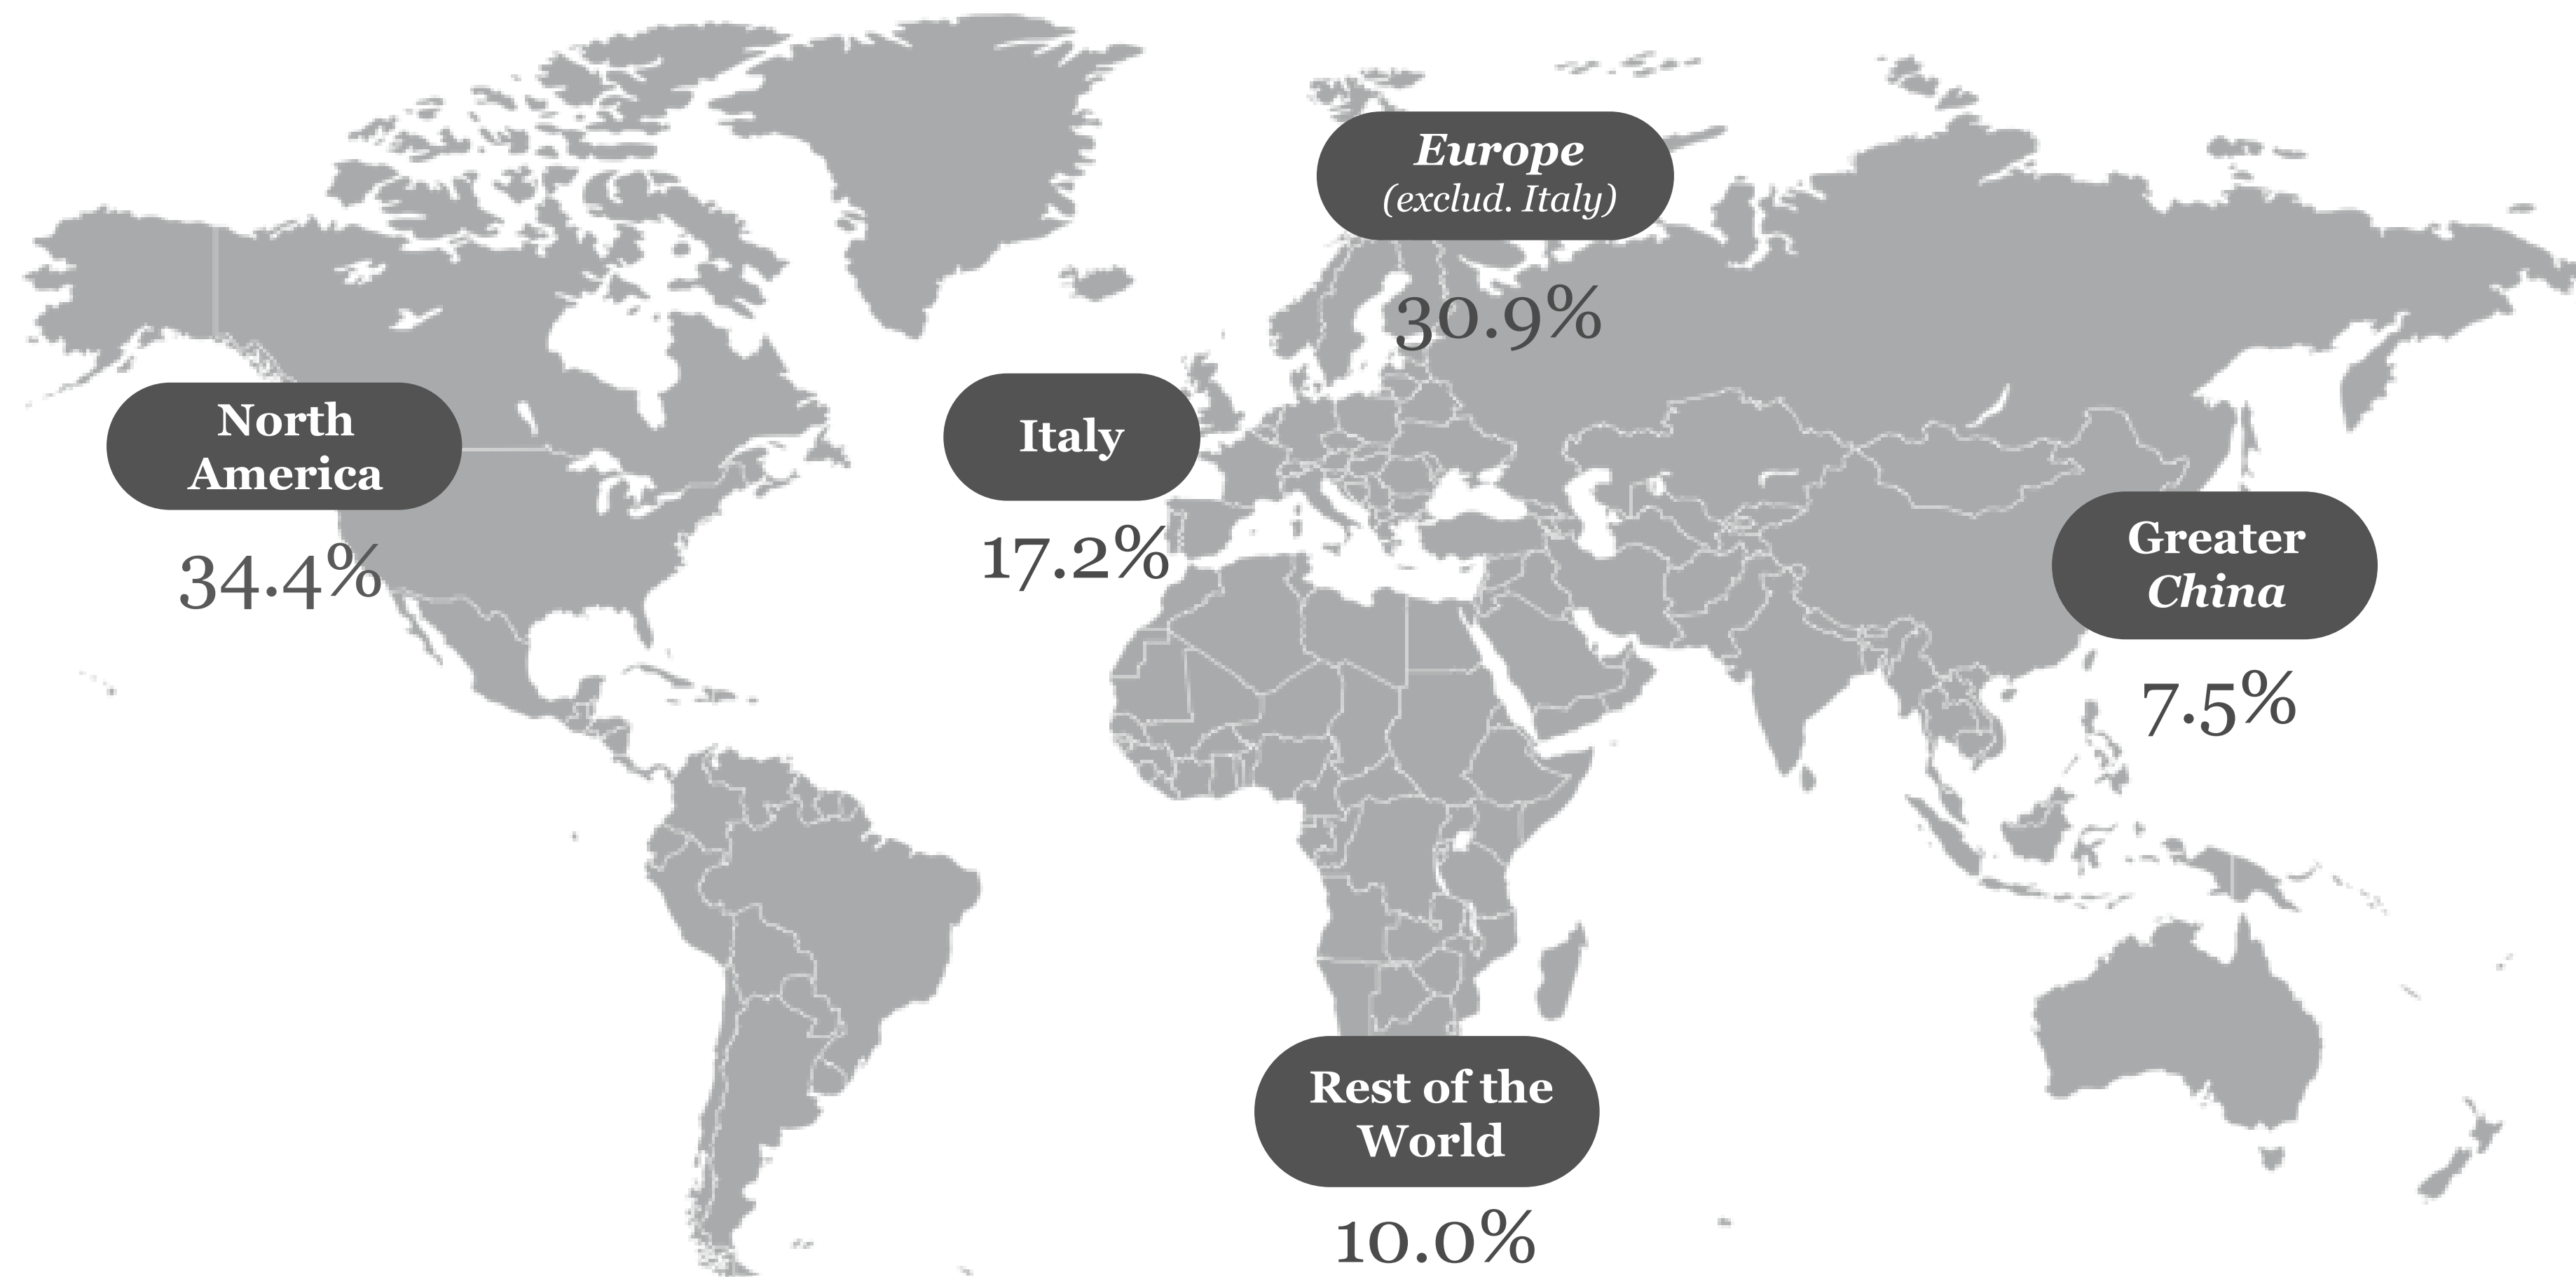 Europe
(exclud. Italy)
30.9%
North
America
34.4%
Italy
17.2%
Greater
China
7.5%
Rest of the
World
10.0%